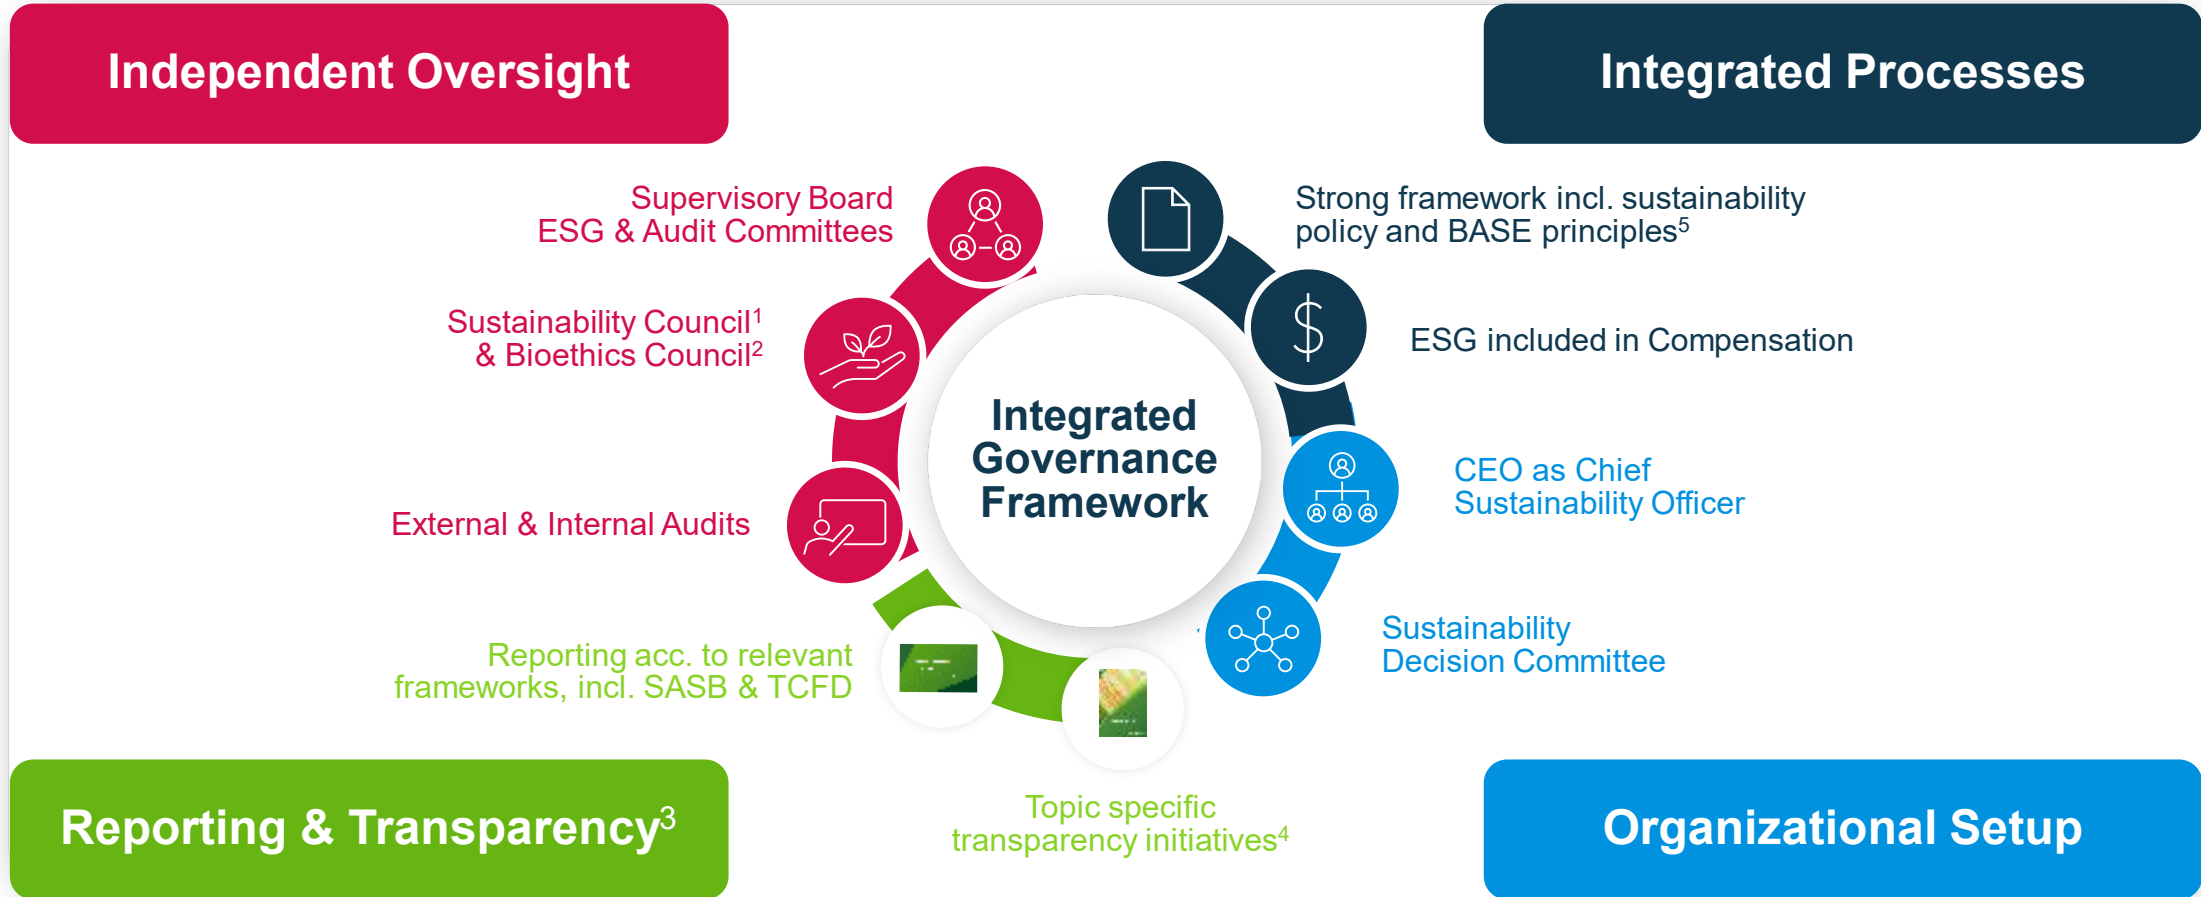 Independent Oversight
Integrated Processes
Supervisory Board
ESG & Audit Committees
Strong framework incl. sustainability
policy and BASE principles⁵
Sustainability Council¹
& Bioethics Council²
ESG included in Compensation
Integrated
Governance
Framework
External & Internal Audits
CEO as Chief
Sustainability Officer
Reporting acc. to relevant
frameworks, incl. SASB & TCFD
Sustainability
Decision Committee
Topic specific
transparency initiatives⁴
Reporting & Transparency³
Organizational Setup